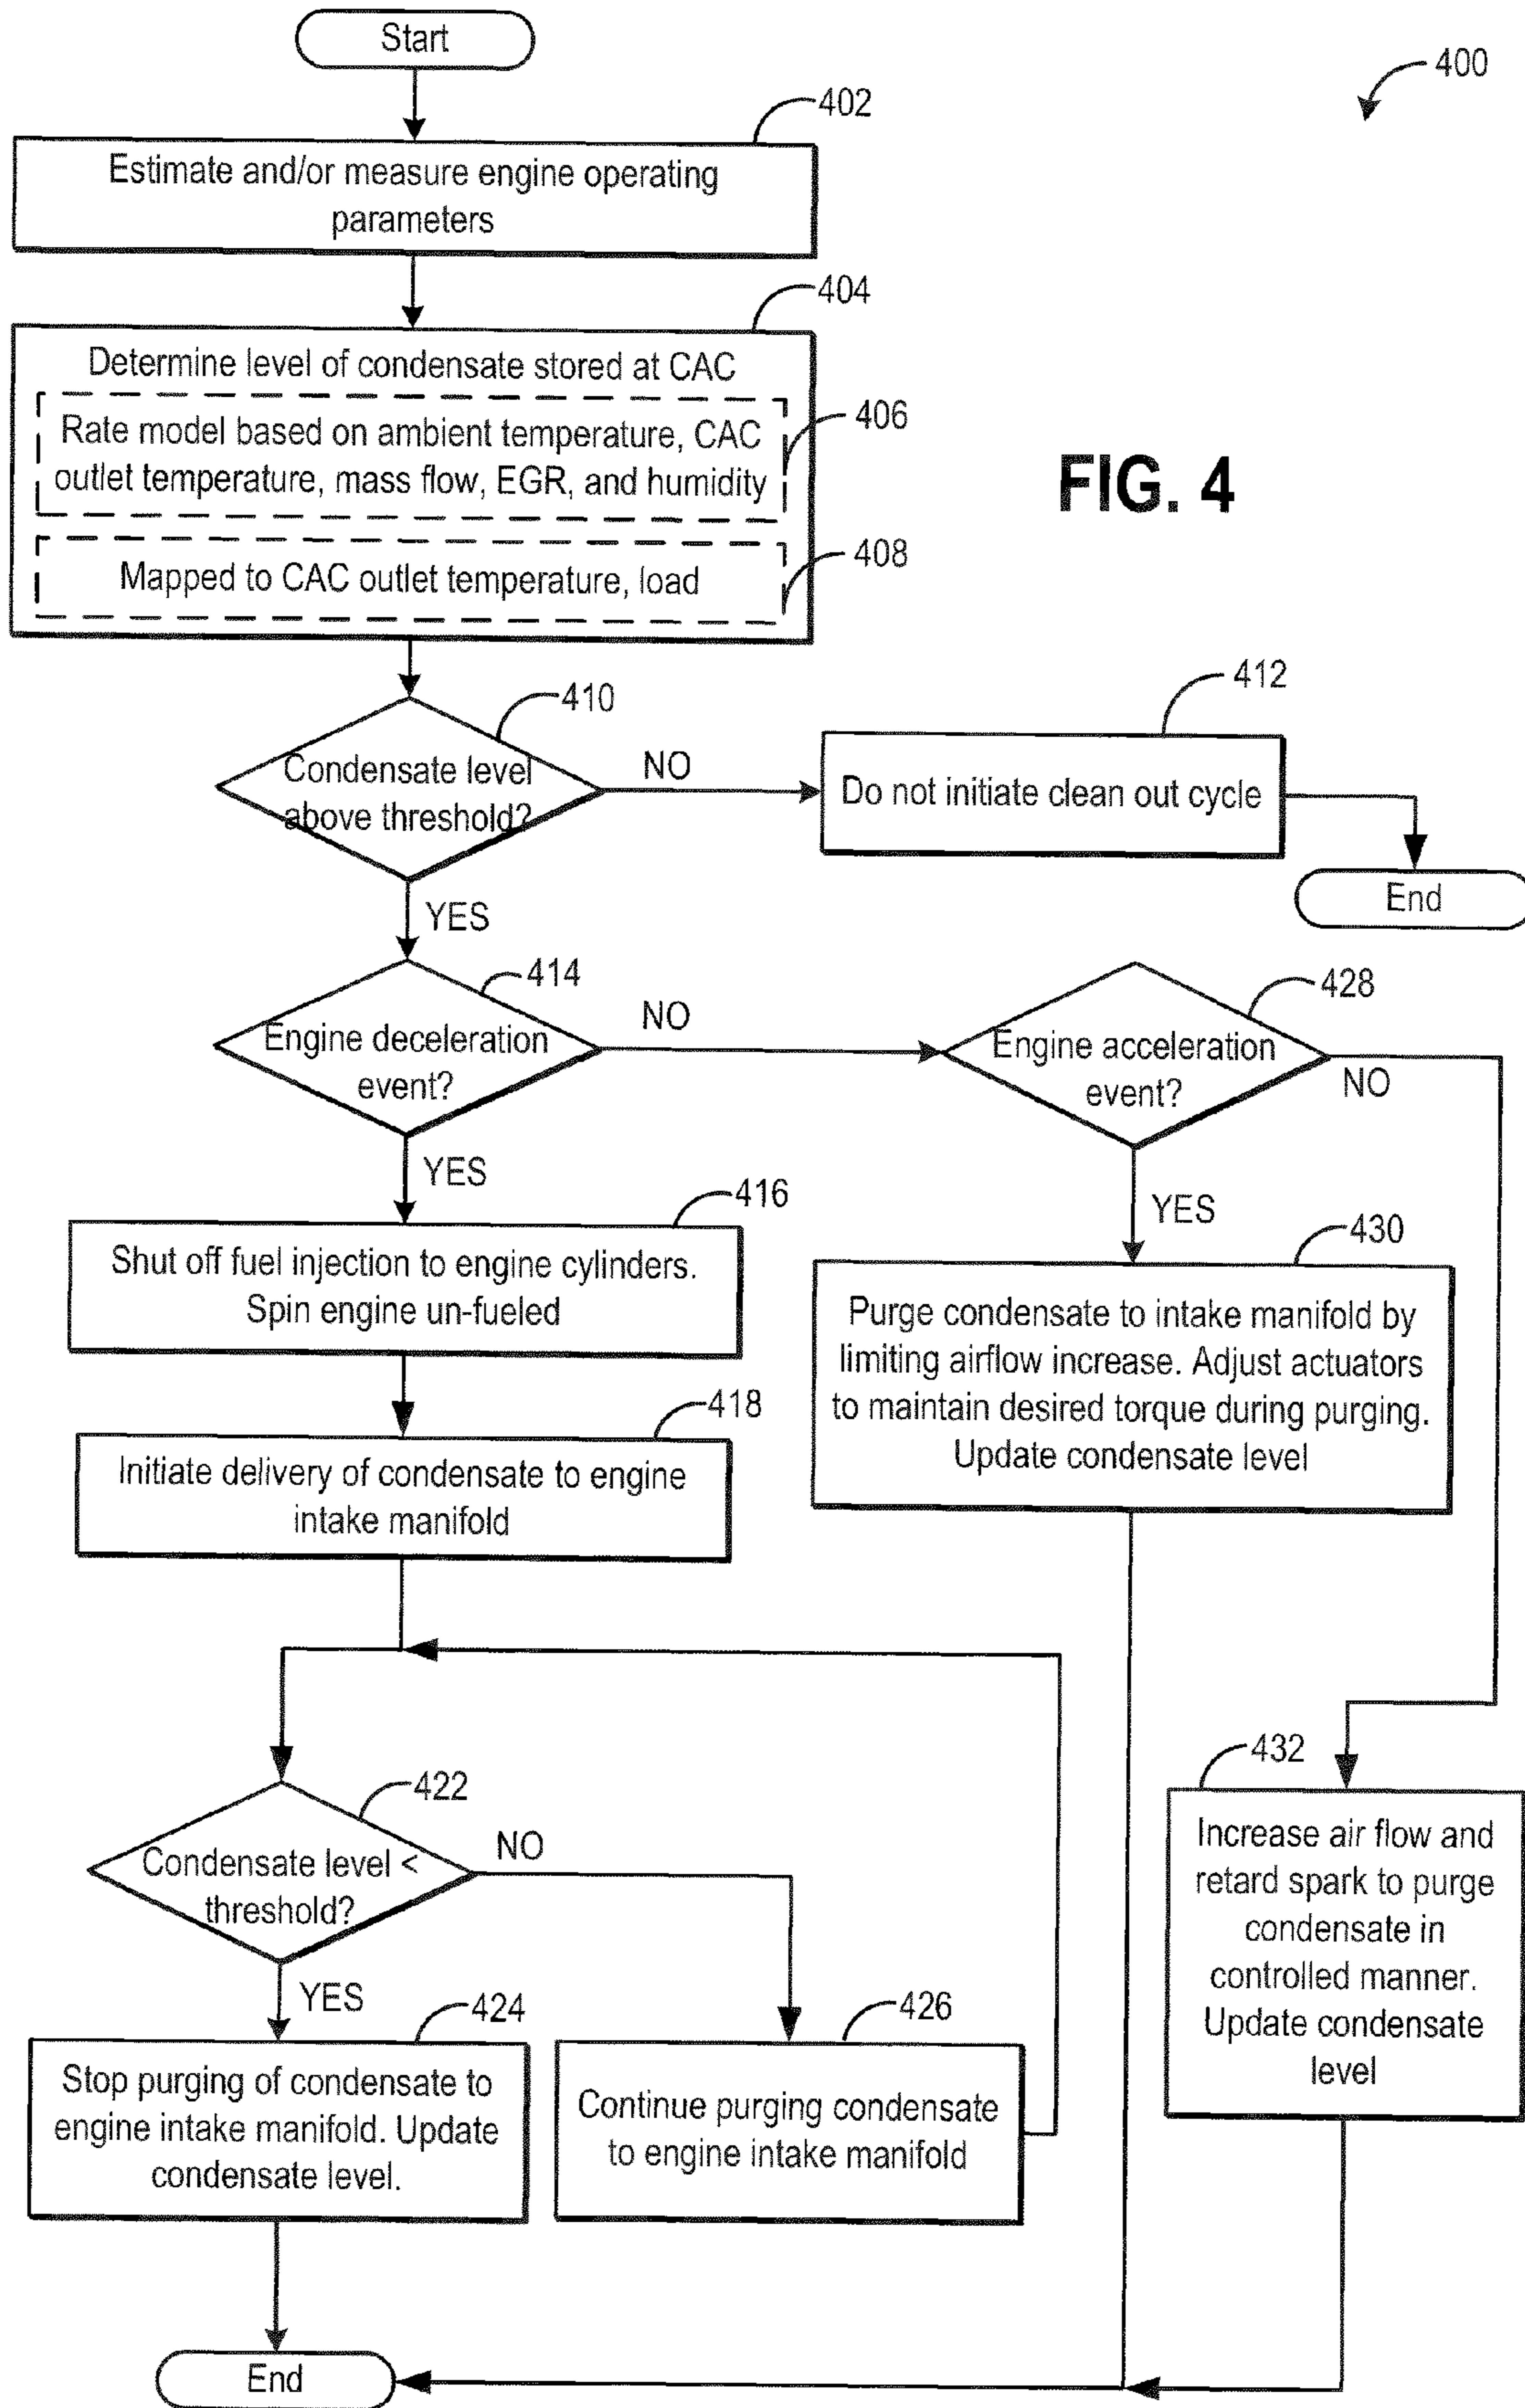 Start
400
402
Estimate and/or measure engine operating
parameters
404
Determine level of condensate stored at CAC
406
Rate model based on ambient temperature, CAC
outlet temperature, mass flow, EGR, and humidity
FIG. 4
408
Mapped to CAC outlet temperature, load
410
Condensate level
above threshold?
NO
412
Do not initiate clean out cycle
End
YES
414
Engine deceleration
event?
NO
428
Engine acceleration
event?
NO
YES
416
Shut off fuel injection to engine cylinders.
Spin engine un-fueled
YES
430
Purge condensate to intake manifold by
limiting airflow increase. Adjust actuators
to maintain desired torque during purging.
Update condensate level
418
Initiate delivery of condensate to engine
intake manifold
422
Condensate level <
threshold?
NO
432
Increase air flow and
retard spark to purge
condensate in
controlled manner.
Update condensate
level
YES
424
Stop purging of condensate to
engine intake manifold. Update
condensate level.
426
Continue purging condensate
to engine intake manifold
End